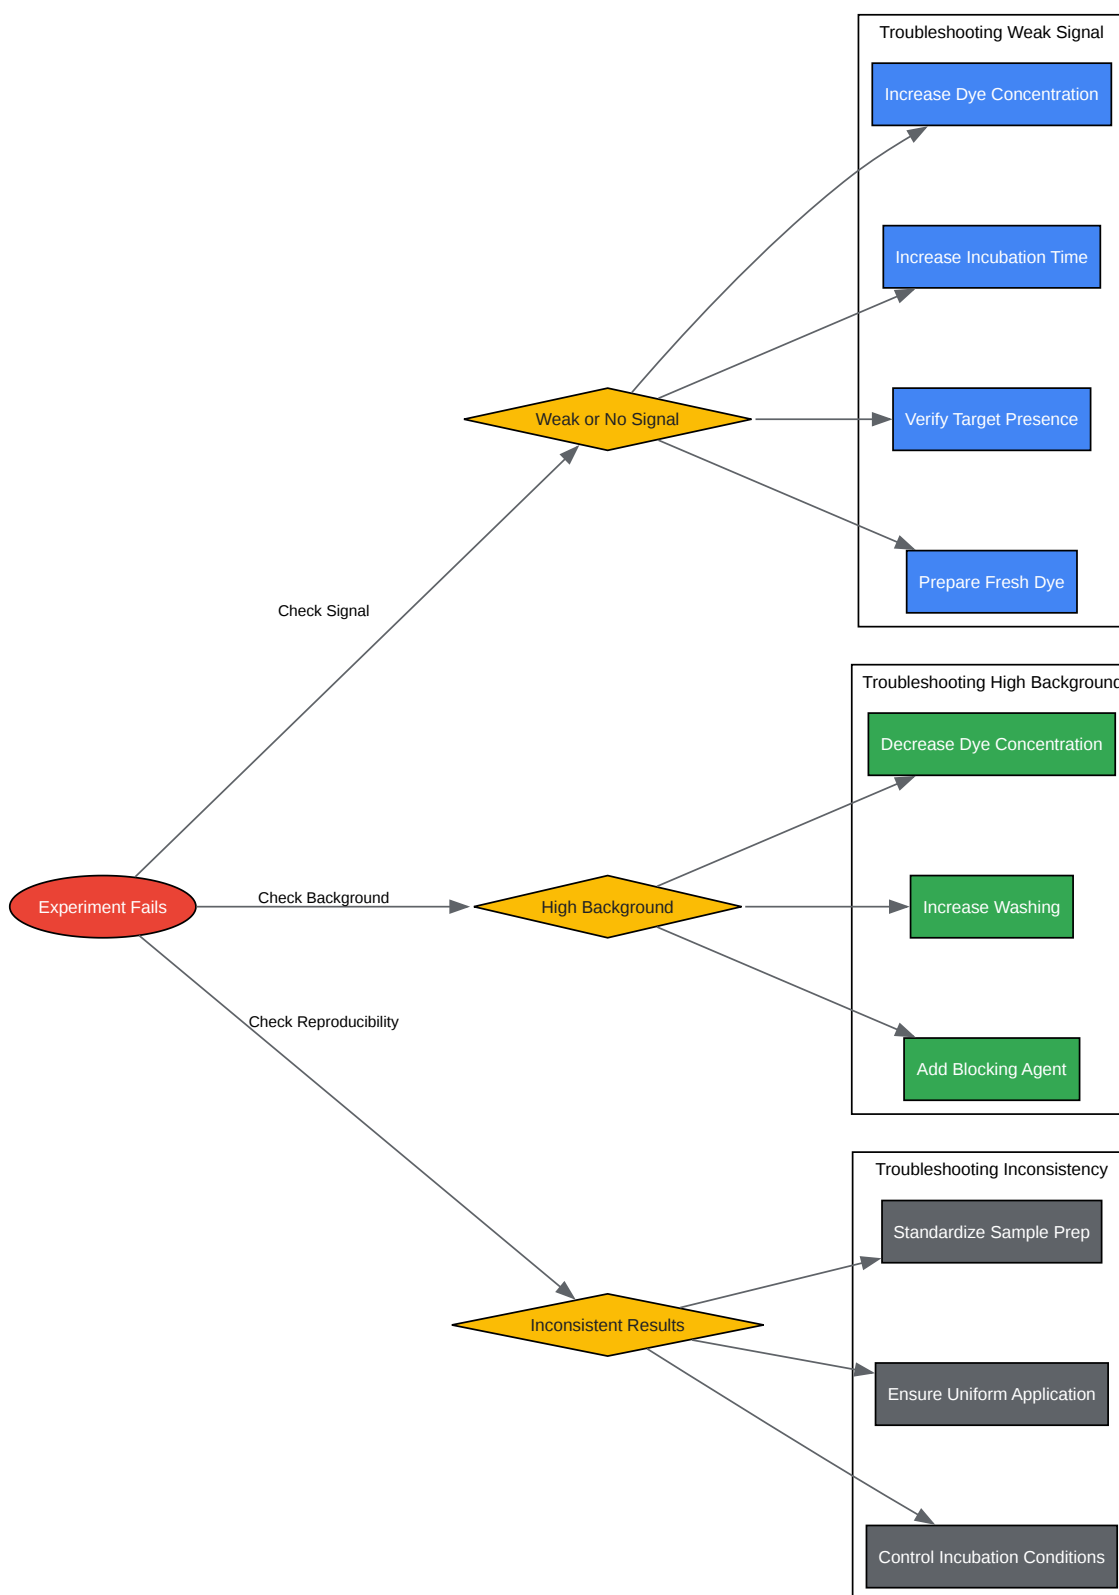 Troubleshooting Weak Signal
Increase Dye Concentration
Increase Incubation Time
Weak or No Signal
Verify Target Presence
Prepare Fresh Dye
Check Signal
Troubleshooting High Background
Decrease Dye Concentration
Experiment Fails
Check Background
High Background
Increase Washing
Check Reproducibility
Add Blocking Agent
Troubleshooting Inconsistency
Standardize Sample Prep
Inconsistent Results
Ensure Uniform Application
Control Incubation Conditions